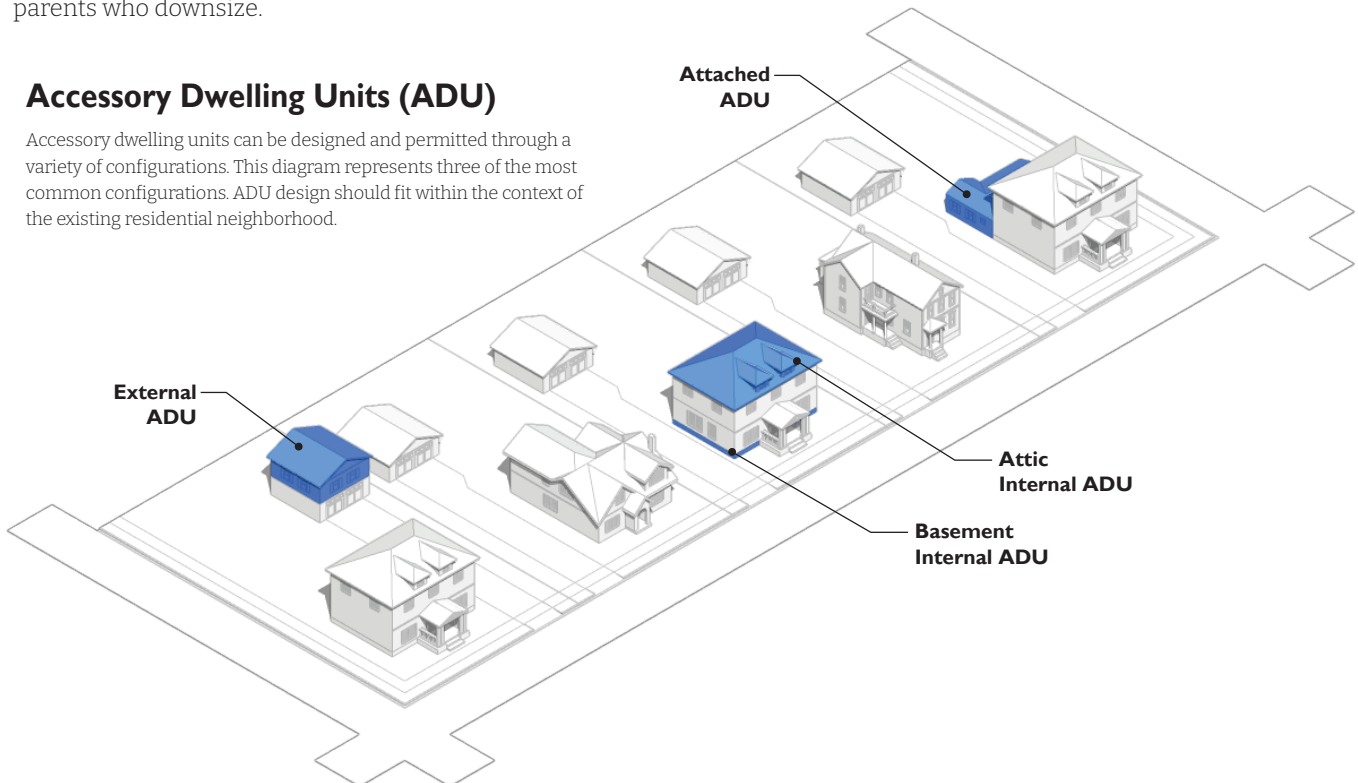 parents who downsize.
Accessory Dwelling Units (ADU)
Accessory dwelling units can be designed and permitted through a
variety of configurations. This diagram represents three of the most
common configurations. ADU design should fit within the context of
the existing residential neighborhood.
Attached
ADU
External
ADU
Attic
Internal ADU
Basement
Internal ADU